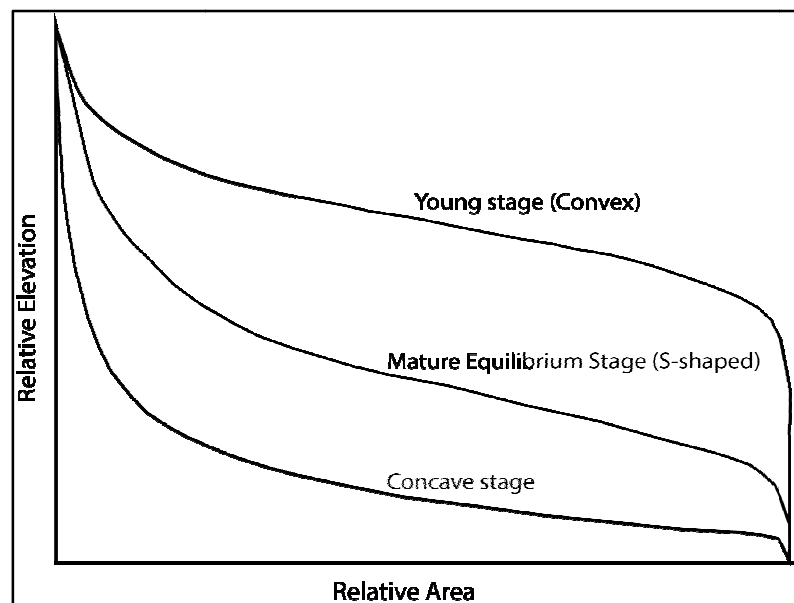 Young stage (Convex)
Relative Elevation
Mature Equilibrium Stage (S-shaped)
Concave stage
Relative Area